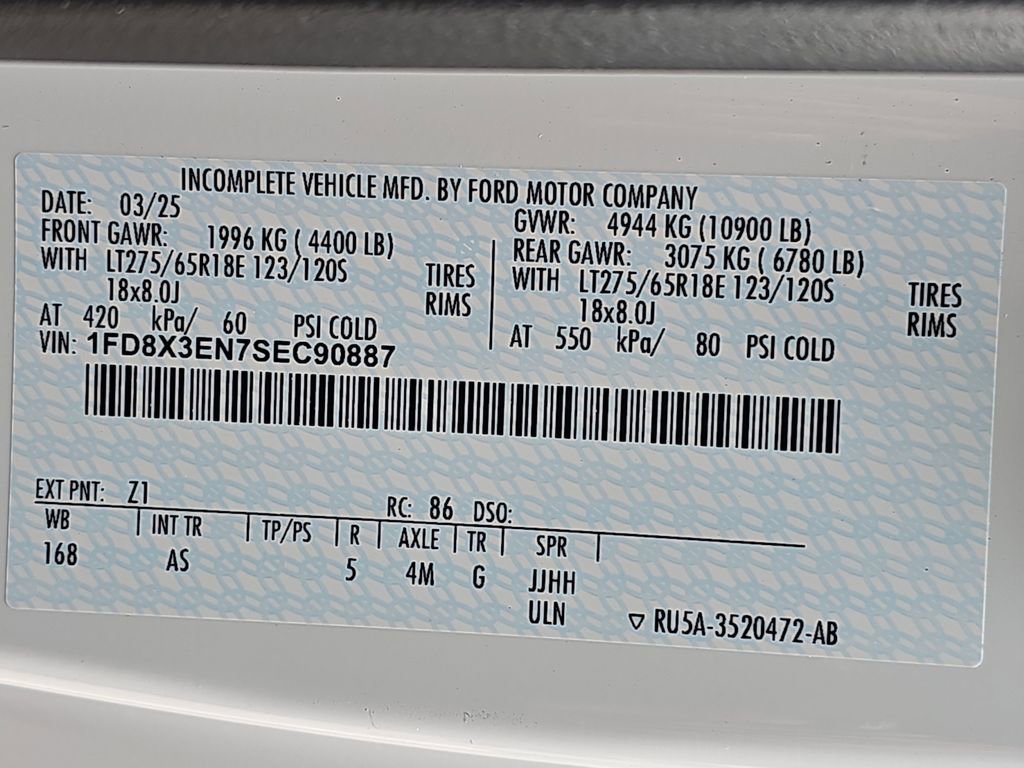 INCOMPLETE VEHICLE MFD. BY FORD MOTOR COMPANY
DATE: 03/25 GVWR: 4944 KG (10900 LB)
FRONT GAWR: 1996 KG ( 4400 LB) REAR GAWR: 3075 KG ( 6780 LB)
WITH LT275/65R18E 123/120S TIRES WITH LT275/65R18E 123/120S TIRES
18x8.0J RIMS 18x8.0J RIMS
AT 420 kPa/ 60 PSI COLD AT 550 kPa/ 80 PSI COLD
VIN: 1FD8X3EN7SEC90887
EXT PNT: Z1 RC: 86 DSO:
WB INT TR TP/PS R AXLE TR SPR
168 AS 5 4M G JJHH
ULN ▽ RU5A-3520472-AB